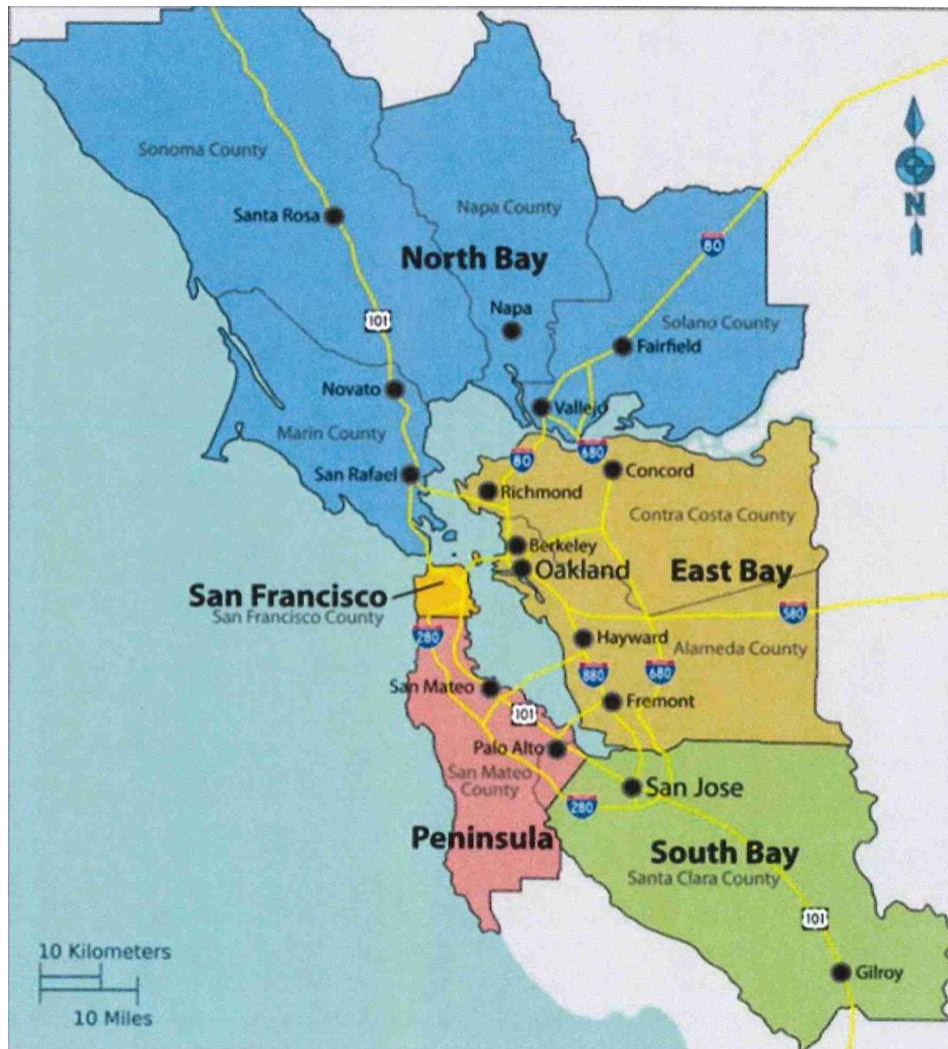 Sonoma County
Napa County
Santa Rosa
North Bay
N
80
Napa
101
Solano County
Fairfield
Novato
Vallejo
Marin County
80
680
San Rafael
Concord
Richmond
Contra Costa County
Berkeley
Oakland
East Bay
San Francisco
San Francisco County
580
280
Hayward
Alameda County
880
680
San Mateo
Fremont
101
Palo Alto
San Mateo
County
San Jose
280
Peninsula
South Bay
Santa Clara County
101
10 Kilometers
Gilroy
10 Miles